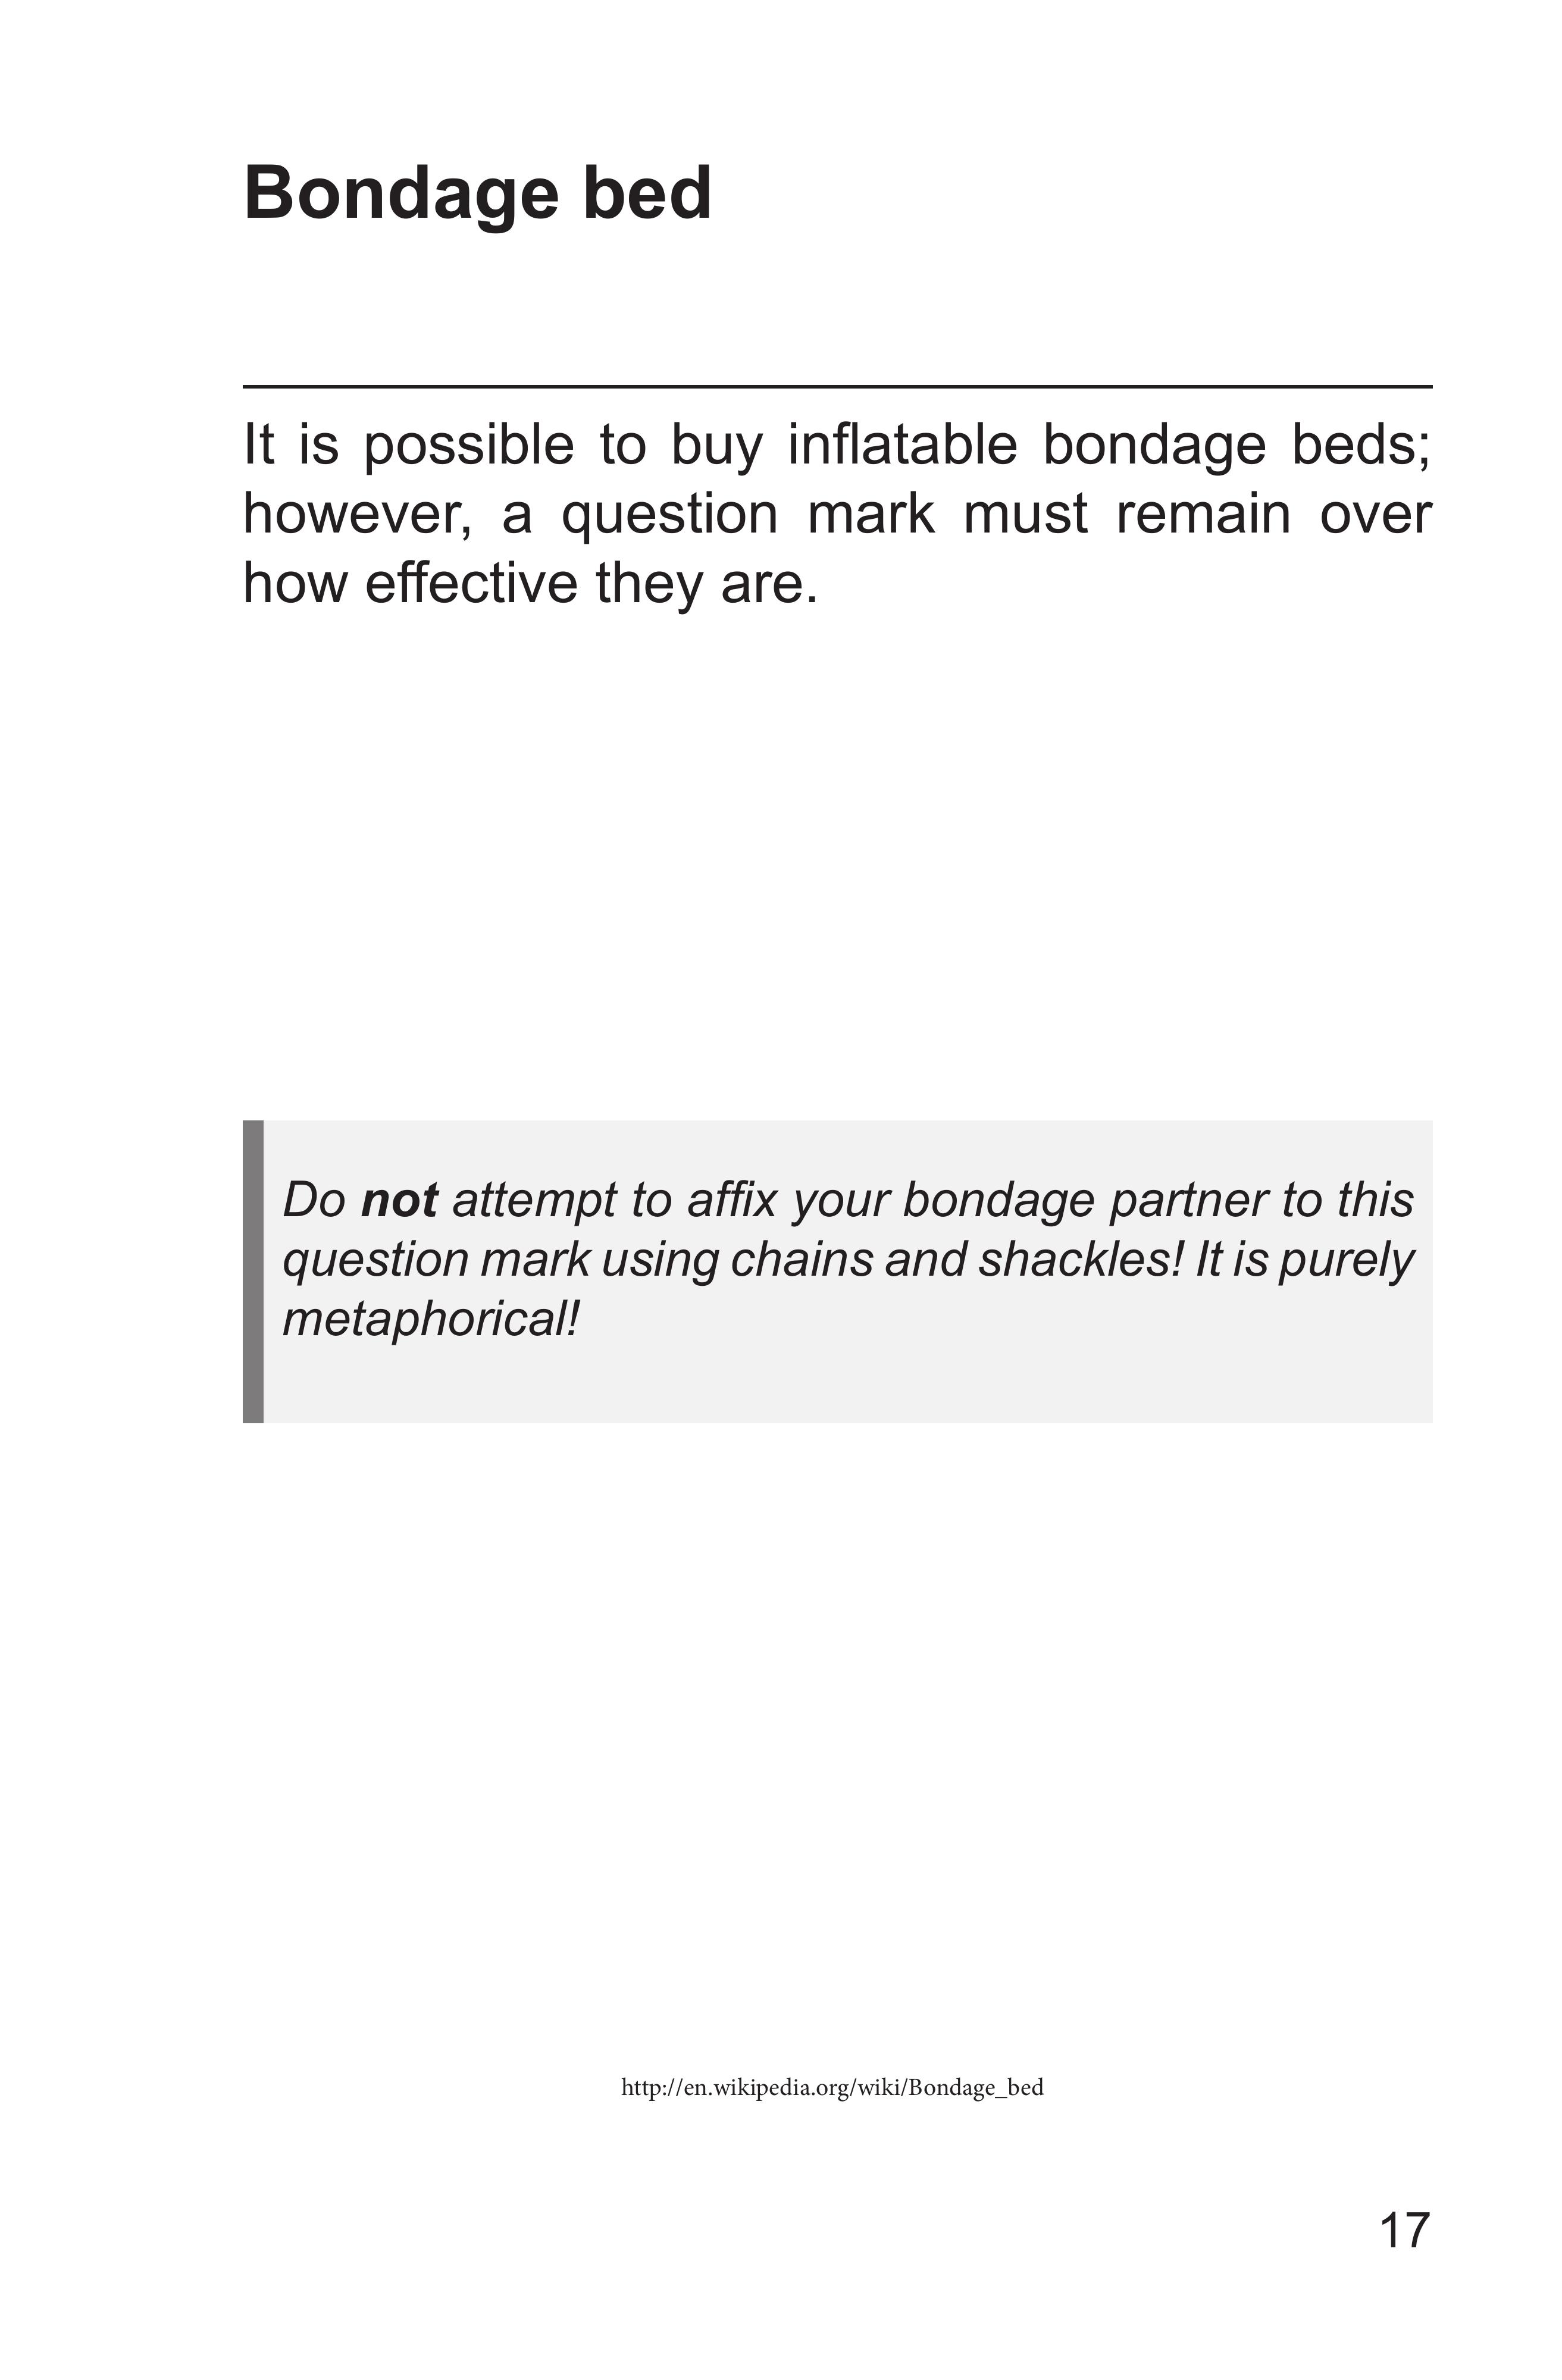 Bondage bed
It is possible to buy inflatable bondage beds;
however, a question mark must remain over
how effective they are.
Do not attempt to affix your bondage partner to this
question mark using chains and shackles! It is purely
metaphorical!
http://en.wikipedia.org/wiki/Bondage_bed
17